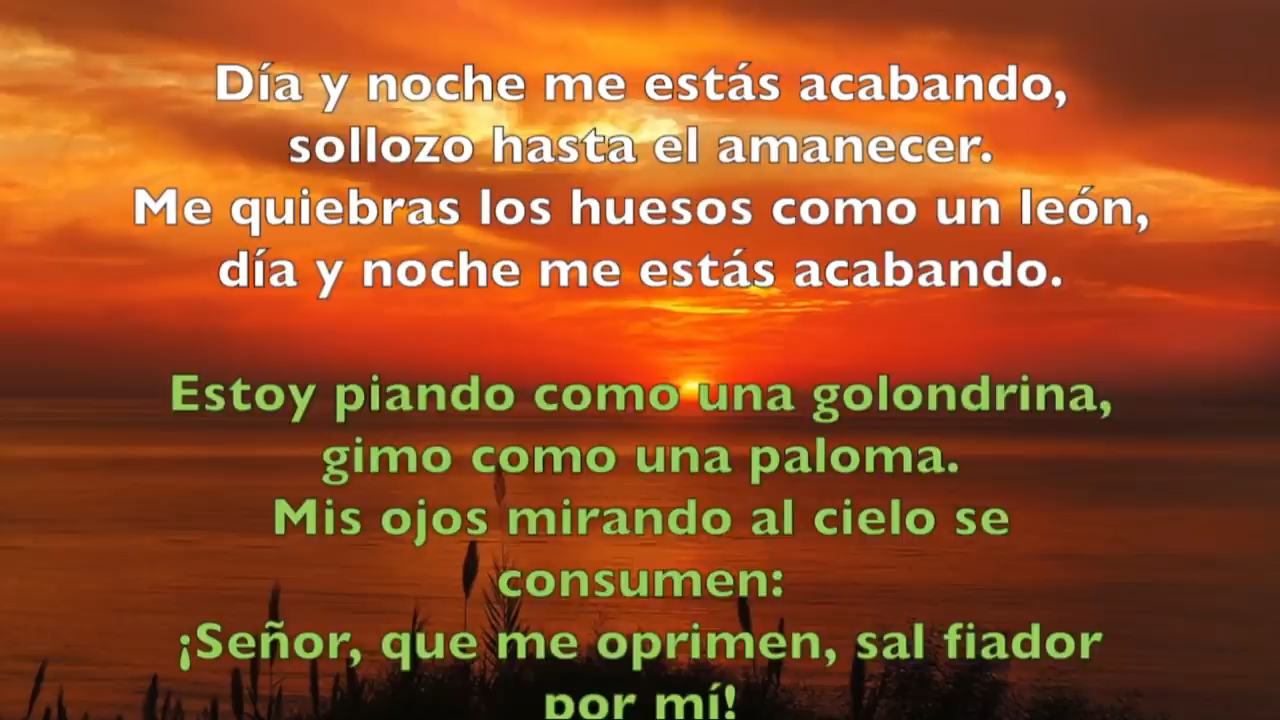 Día y noche me estás acabando,
sollozo hasta el amanecer.
Me quiebras los huesos como un león,
día y noche me estás acabando.
Estoy piando como una golondrina,
gimo como una paloma.
Mis ojos mirando al cielo se
consumen:
¡Señor, que me oprimen, sal fiador
por mí!